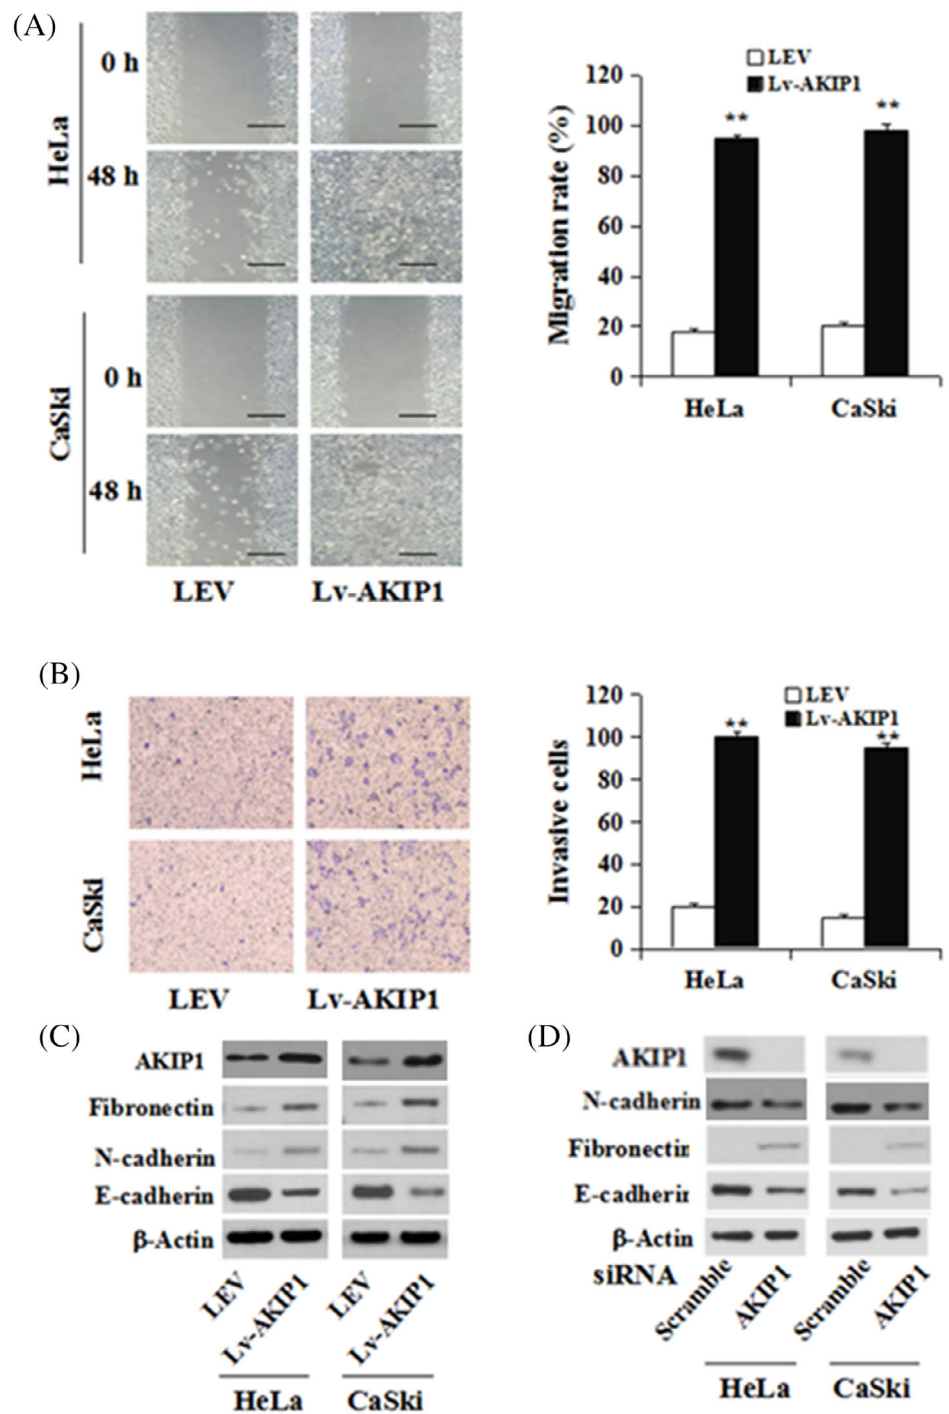 (A)
HeLa
0 h
48 h
CaSki
0 h
48 h
LEV Lv-AKIP1
LEV
Lv-AKIP1
Migration rate (%)
120
100
80
60
40
20
0
** **
HeLa CaSki
(B)
HeLa
CaSki
LEV Lv-AKIP1
LEV
Lv-AKIP1
Invasive cells
120
100
80
60
40
20
0
** **
HeLa CaSki
(C)
AKIP1
Fibronectin
N-cadherin
E-cadherin
β-Actin
LEV Lv-AKIP1 LEV Lv-AKIP1
HeLa CaSki
(D)
AKIP1
N-cadherin
Fibronectin
E-cadherin
β-Actin
siRNA
Scramble AKIP1 Scramble AKIP1
HeLa CaSki